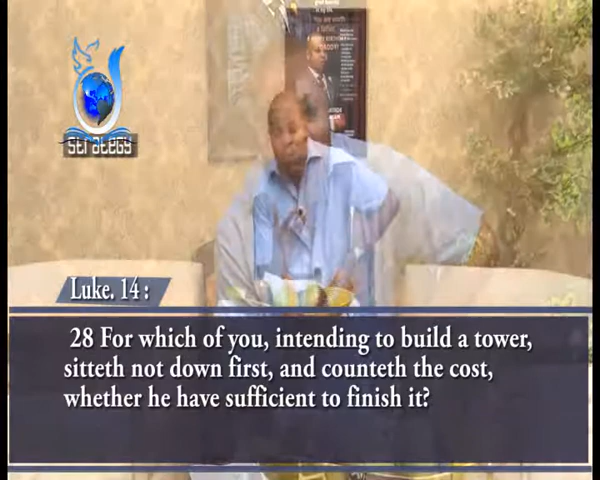 StrateGy
Luke. 14 :
28 For which of you, intending to build a tower,
sitteth not down first, and counteth the cost,
whether he have sufficient to finish it?